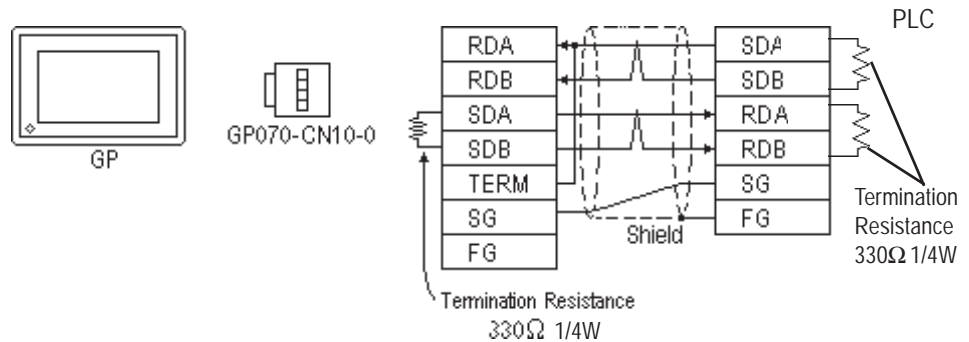 PLC
GP
GP070-CN10-0
RDA
RDB
SDA
SDB
TERM
SG
FG
Shield
SDA
SDB
RDA
RDB
SG
FG
Termination
Resistance
330Ω 1/4W
Termination Resistance
330Ω 1/4W